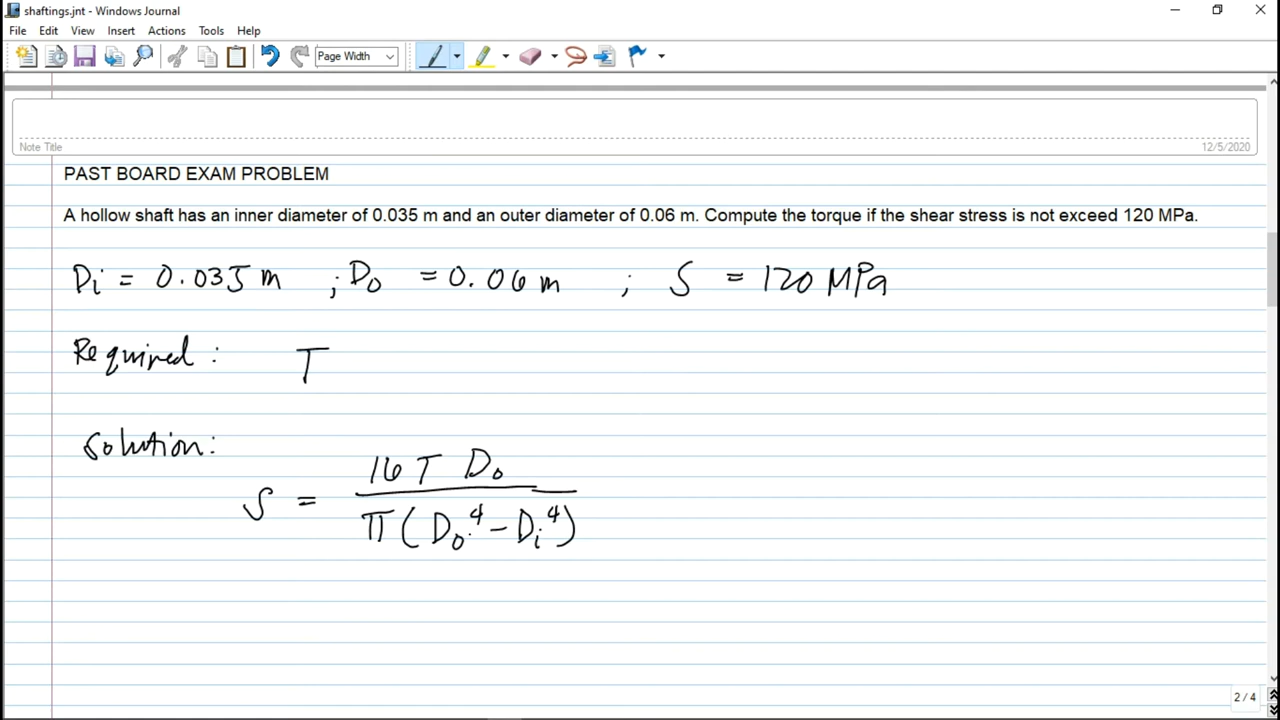 shaftings.jnt - Windows Journal
File Edit View Insert Actions Tools Help
Page Width
Note Title
12/5/2020
PAST BOARD EXAM PROBLEM
A hollow shaft has an inner diameter of 0.035 m and an outer diameter of 0.06 m. Compute the torque if the shear stress is not exceed 120 MPa.
Di = 0.035 m ; Do = 0.06 m ; S = 120 MPa
Required : T
Solution:
S = 16 T Do / π ( Do⁴ - Di⁴ )
2 / 4